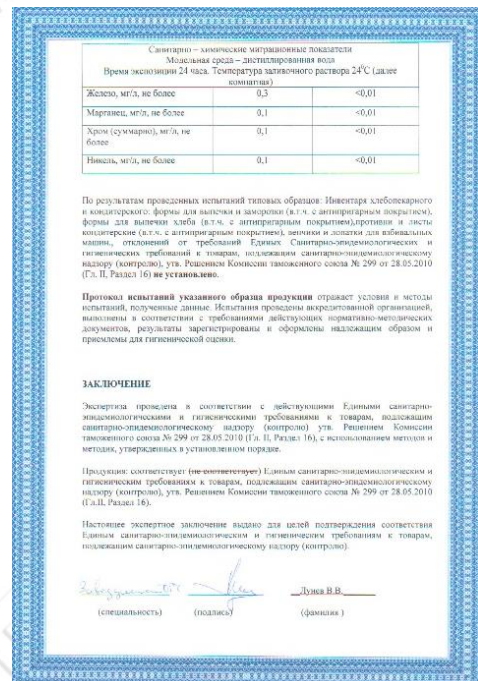 Санитарно – химические миграционные показатели
Модельная среда – дистиллированная вода
Время экспозиции 24 часа. Температура заливочного раствора 24⁰С (далее
комнатная)
Железо, мг/л, не более 0,3 <0,01
Марганец, мг/л, не более 0,1 <0,01
Хром (суммарно), мг/л, не
более 0,1 <0,01
Никель, мг/л, не более 0,1 <0,01
По результатам проведенных испытаний типовых образцов: Инвентаря хлебопекарного
и кондитерского: формы для выпечки и заморозки (в.т.ч. с антипригарным покрытием),
формы для выпечки хлеба (в.т.ч. с антипригарным покрытием),противни и листы
кондитерские (в.т.ч. с антипригарным покрытием), венчики и лопатки для взбивальных
машин., отклонений от требований Единых Санитарно-эпидемиологических и
гигиенических требований к товарам, подлежащим санитарно-эпидемиологическому
надзору (контролю), утв. Решением Комиссии таможенного союза № 299 от 28.05.2010
(Гл. II, Раздел 16) не установлено.
Протокол испытаний указанного образца продукции отражает условия и методы
испытаний, полученные данные. Испытания проведены аккредитованной организацией,
выполнены в соответствии с требованиями действующих нормативно-методических
документов, результаты зарегистрированы и оформлены надлежащим образом и
приемлемы для гигиенической оценки.
ЗАКЛЮЧЕНИЕ
Экспертиза проведена в соответствии с действующими Едиными санитарно-
эпидемиологическими и гигиеническими требованиями к товарам, подлежащим
санитарно-эпидемиологическому надзору (контролю) утв. Решением Комиссии
таможенного союза № 299 от 28.05.2010 (Гл. II, Раздел 16), с использованием методов и
методик, утвержденных в установленном порядке.
Продукция: соответствует (не соответствует) Единым санитарно-эпидемиологическим и
гигиеническим требованиям к товарам, подлежащим санитарно-эпидемиологическому
надзору (контролю), утв. Решением Комиссии таможенного союза № 299 от 28.05.2010
(Гл.II, Раздел 16).
Настоящее экспертное заключение выдано для целей подтверждения соответствия
Единым санитарно-эпидемиологическим и гигиеническим требованиям к товарам,
подлежащим санитарно-эпидемиологическому надзору (контролю).
Лунев В.В.
(специальность) (подпись) (фамилия )